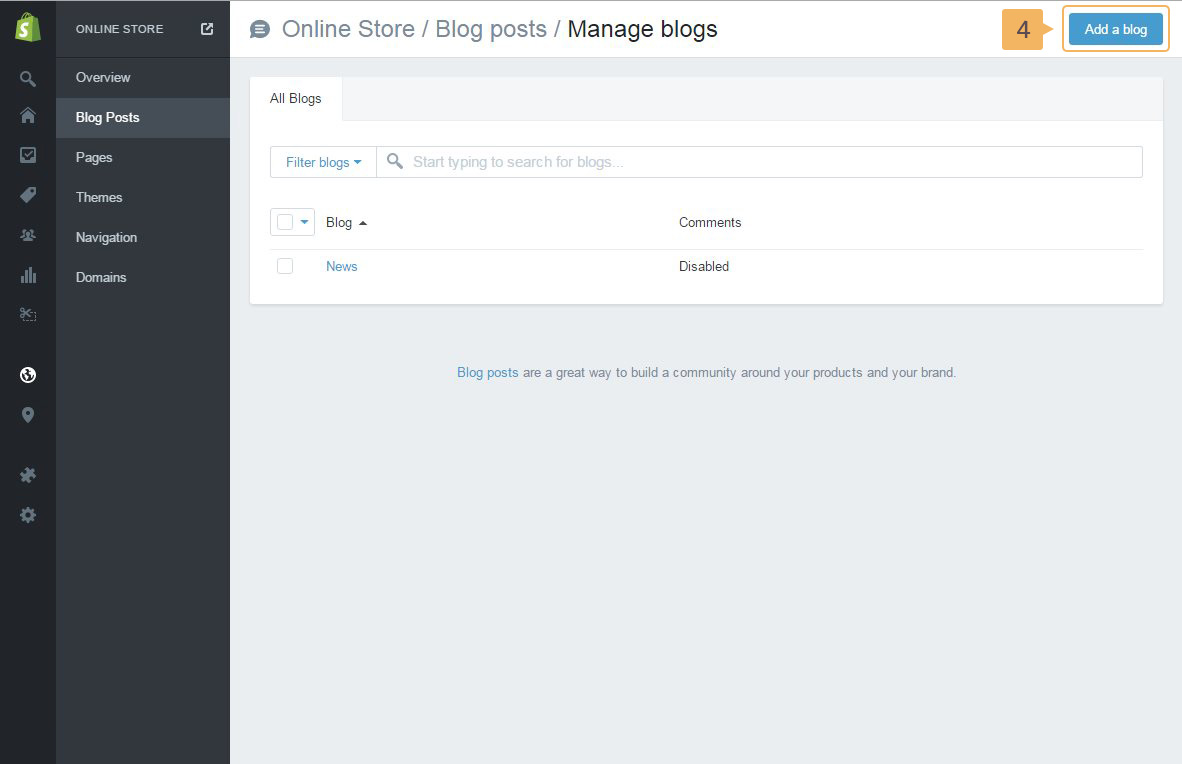 ONLINE STORE
Overview
Blog Posts
Pages
Themes
Navigation
Domains
Online Store / Blog posts / Manage blogs
4
Add a blog
All Blogs
Filter blogs
Start typing to search for blogs...
Blog
Comments
News
Disabled
Blog posts are a great way to build a community around your products and your brand.